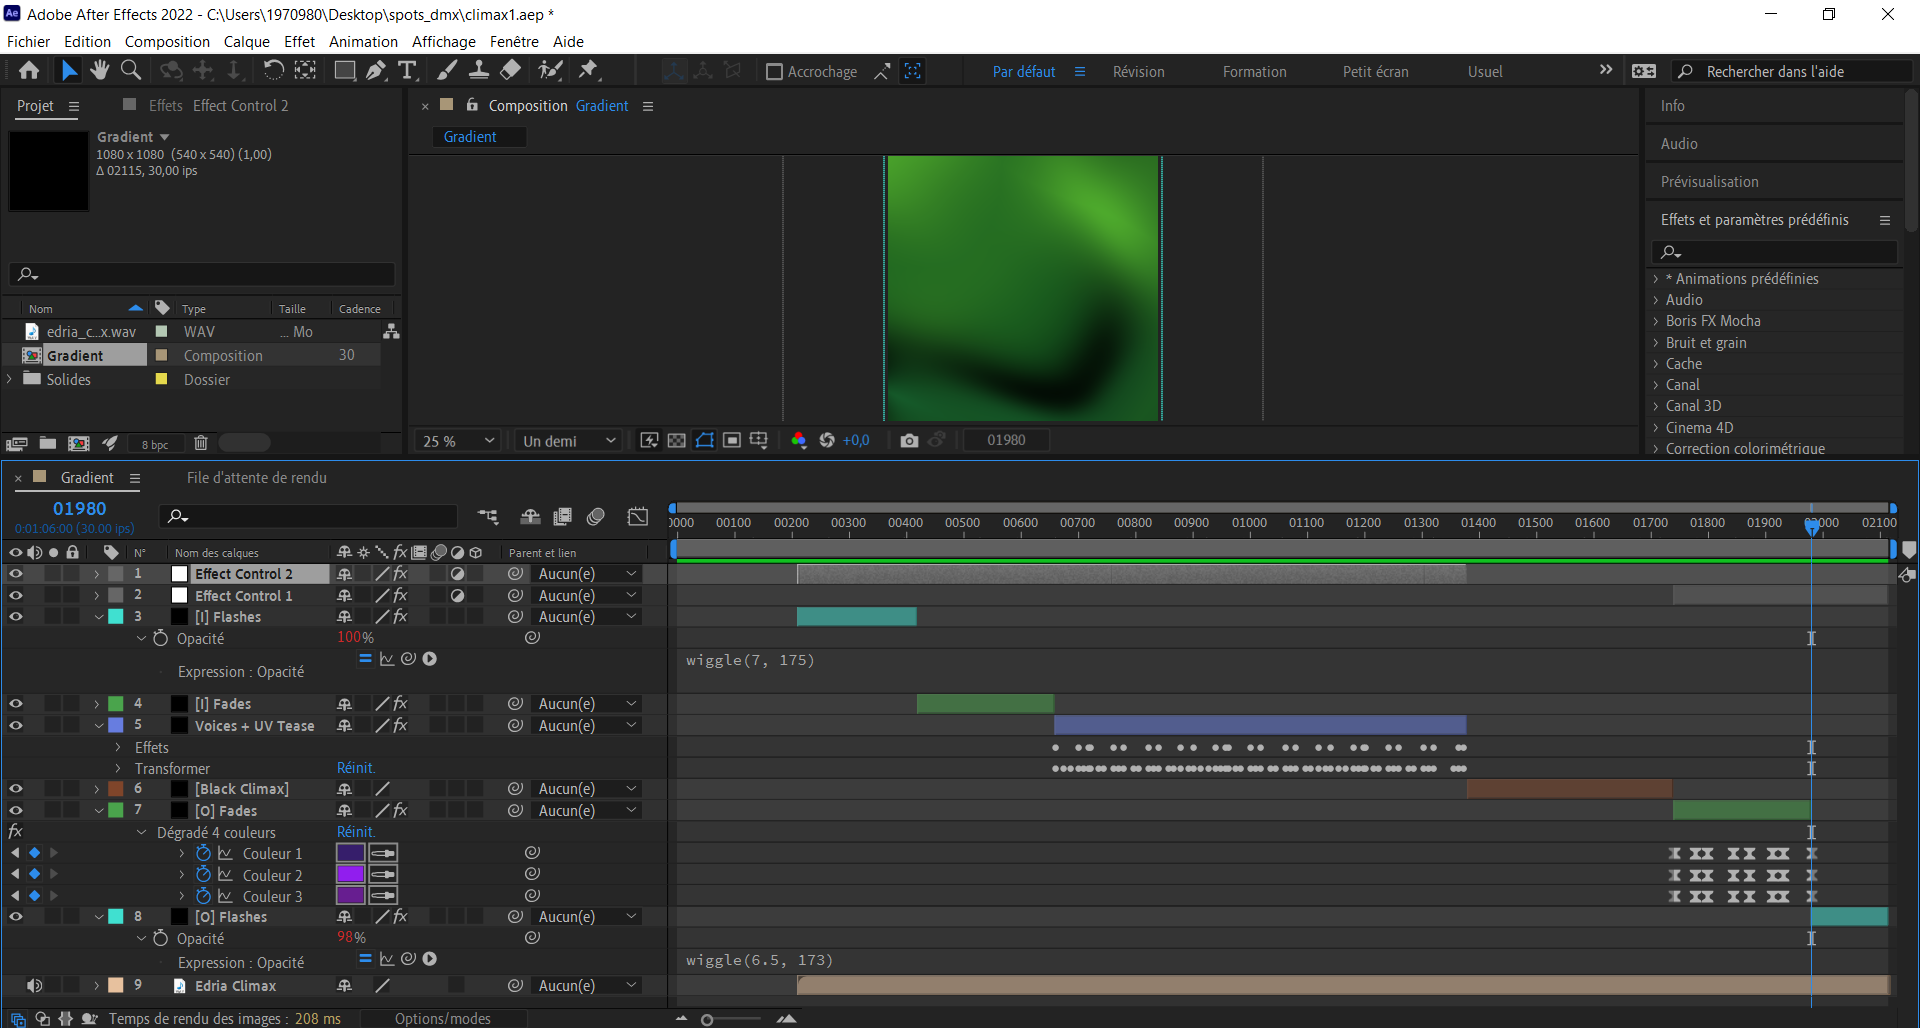 Adobe After Effects 2022 - C:\Users\1970980\Desktop\spots_dmx\climax1.aep *
Fichier Edition Composition Calque Effet Animation Affichage Fenêtre Aide
Accrochage Par défaut Révision Formation Petit écran Usuel Rechercher dans l'aide
Projet Effets Effect Control 2
Gradient
1080 x 1080 (540 x 540) (1,00)
Δ 02115, 30,00 ips
Nom Type Taille Cadence
edria_c...x.wav WAV ... Mo
Gradient Composition 30
Solides Dossier
8 bpc
Composition Gradient
Gradient
25 % Un demi +0,0 01980
Info
Audio
Prévisualisation
Effets et paramètres prédéfinis
* Animations prédéfinies
Audio
Boris FX Mocha
Bruit et grain
Cache
Canal
Canal 3D
Cinema 4D
Correction colorimétrique
Gradient File d'attente de rendu
01980
0:01:06:00 (30.00 ips)
0000 00100 00200 00300 00400 00500 00600 00700 00800 00900 01000 01100 01200 01300 01400 01500 01600 01700 01800 01900 02100
N° Nom des calques fx Parent et lien
1 Effect Control 2 fx Aucun(e)
2 Effect Control 1 fx Aucun(e)
3 [I] Flashes fx Aucun(e)
Opacité 100%
Expression : Opacité wiggle(7, 175)
4 [I] Fades fx Aucun(e)
5 Voices + UV Tease fx Aucun(e)
Effets
Transformer Réinit.
6 [Black Climax] Aucun(e)
7 [O] Fades fx Aucun(e)
fx Dégradé 4 couleurs Réinit.
Couleur 1
Couleur 2
Couleur 3
8 [O] Flashes fx Aucun(e)
Opacité 98%
Expression : Opacité wiggle(6.5, 173)
9 Edria Climax Aucun(e)
Temps de rendu des images : 208 ms Options/modes